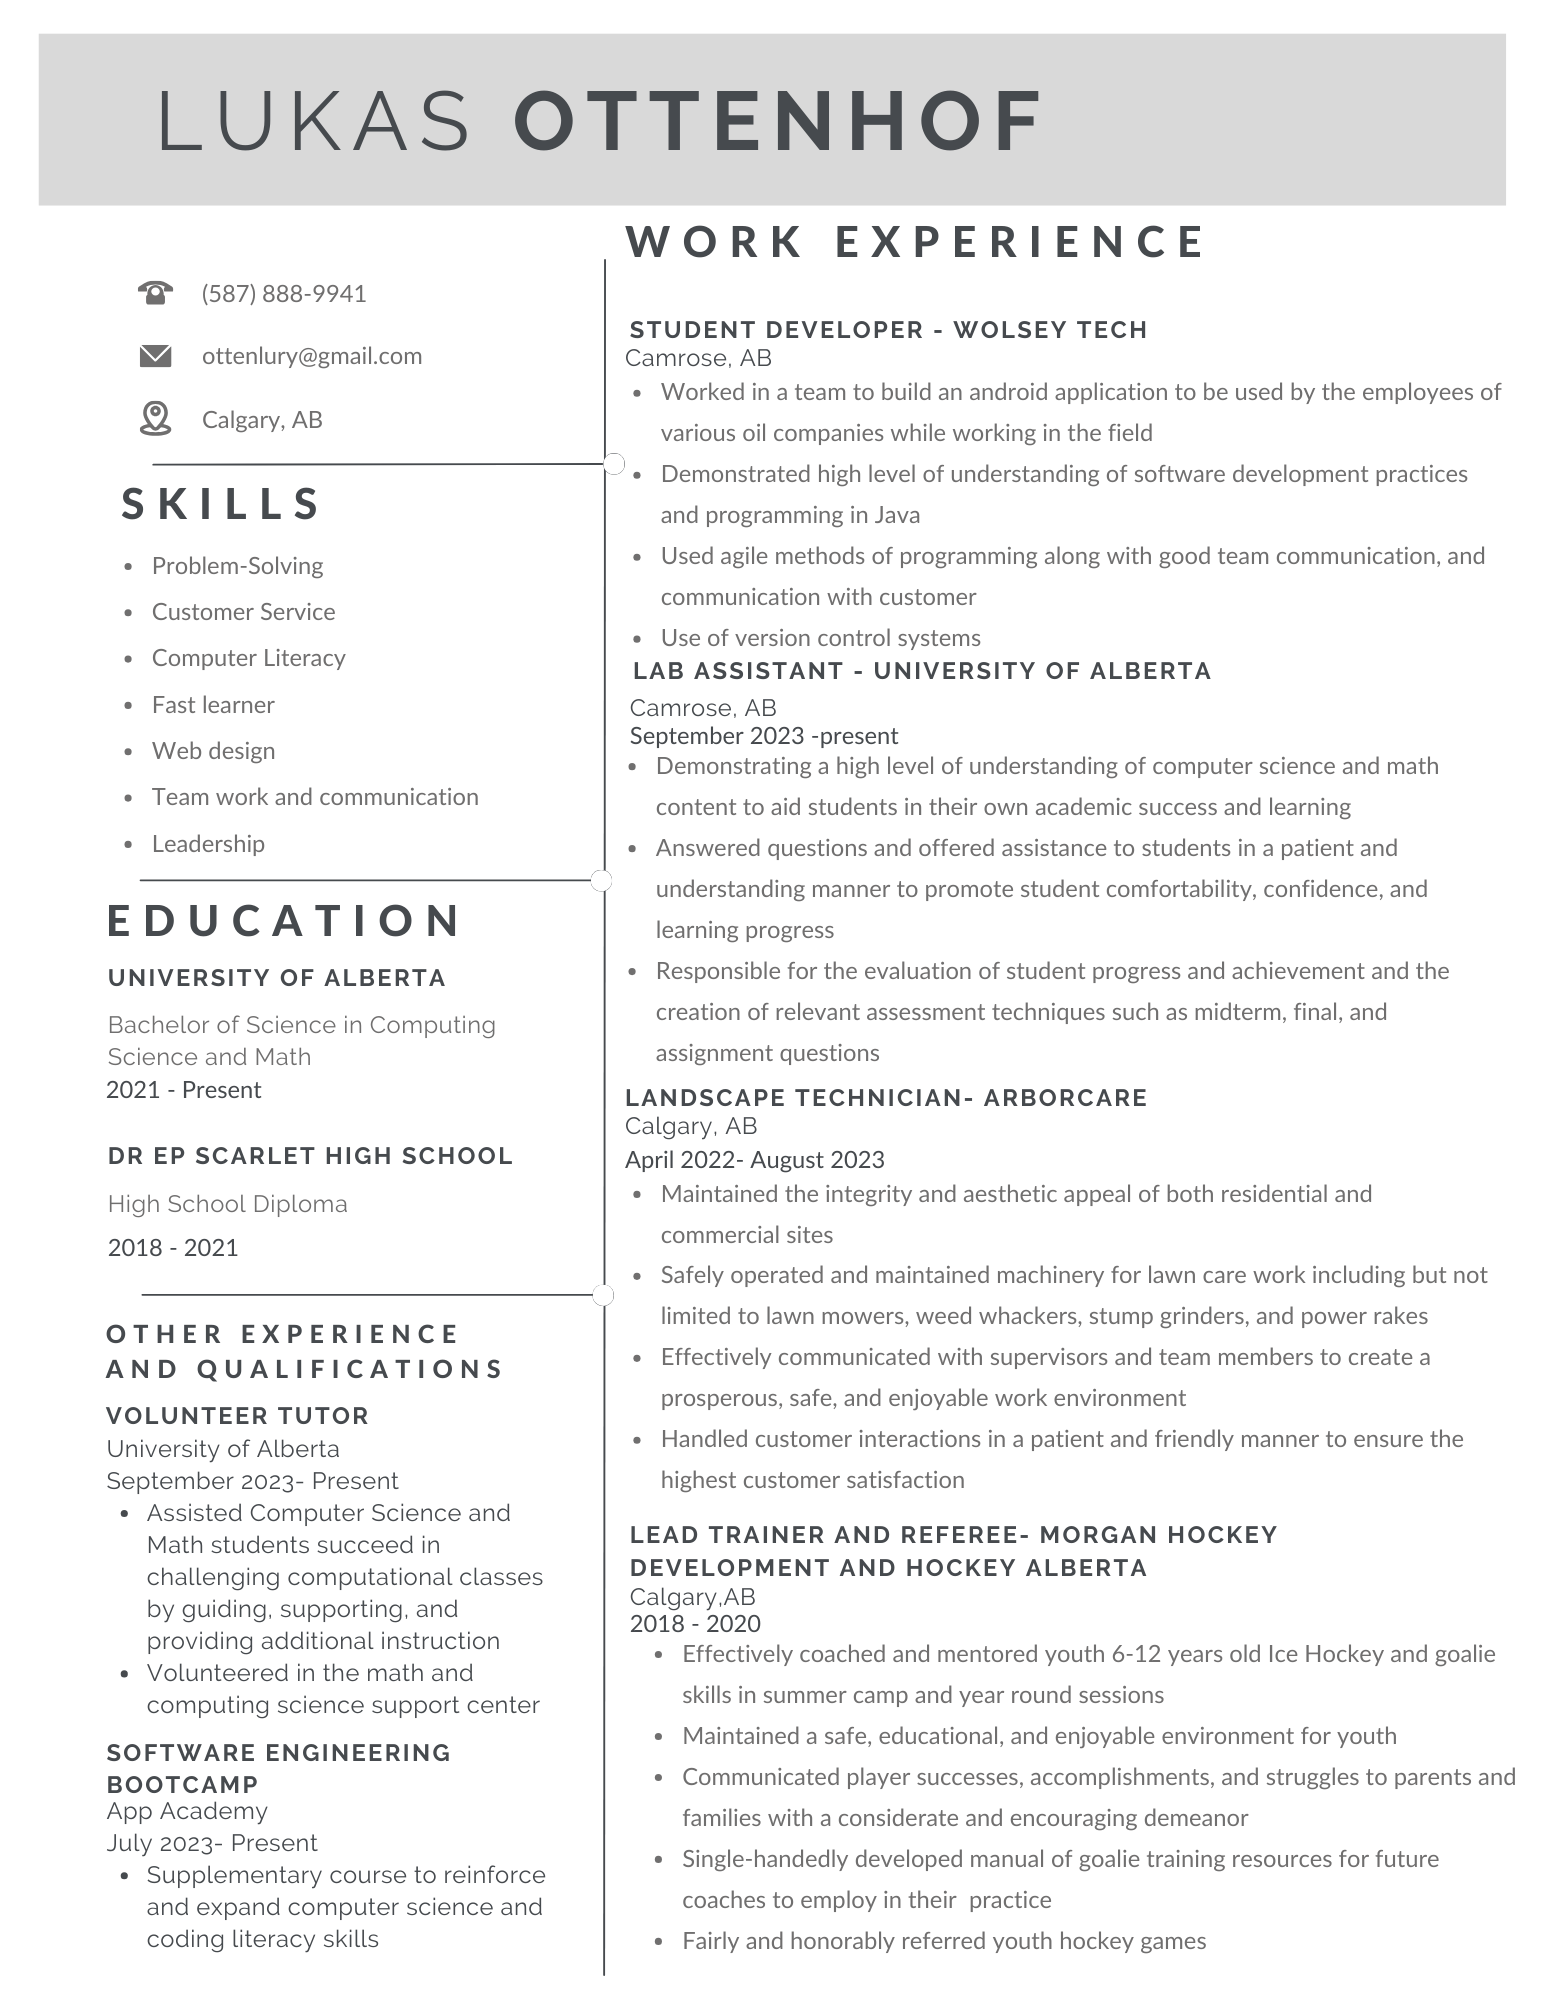 LUKAS OTTENHOF
(587) 888-9941
ottenlury@gmail.com
Calgary, AB
SKILLS
• Problem-Solving
• Customer Service
• Computer Literacy
• Fast learner
• Web design
• Team work and communication
• Leadership
EDUCATION
UNIVERSITY OF ALBERTA
Bachelor of Science in Computing
Science and Math
2021 - Present
DR EP SCARLET HIGH SCHOOL
High School Diploma
2018 - 2021
OTHER EXPERIENCE
AND QUALIFICATIONS
VOLUNTEER TUTOR
University of Alberta
September 2023- Present
• Assisted Computer Science and
Math students succeed in
challenging computational classes
by guiding, supporting, and
providing additional instruction
• Volunteered in the math and
computing science support center
SOFTWARE ENGINEERING
BOOTCAMP
App Academy
July 2023- Present
• Supplementary course to reinforce
and expand computer science and
coding literacy skills
WORK EXPERIENCE
STUDENT DEVELOPER - WOLSEY TECH
Camrose, AB
• Worked in a team to build an android application to be used by the employees of
various oil companies while working in the field
• Demonstrated high level of understanding of software development practices
and programming in Java
• Used agile methods of programming along with good team communication, and
communication with customer
• Use of version control systems
LAB ASSISTANT - UNIVERSITY OF ALBERTA
Camrose, AB
September 2023 -present
• Demonstrating a high level of understanding of computer science and math
content to aid students in their own academic success and learning
• Answered questions and offered assistance to students in a patient and
understanding manner to promote student comfortability, confidence, and
learning progress
• Responsible for the evaluation of student progress and achievement and the
creation of relevant assessment techniques such as midterm, final, and
assignment questions
LANDSCAPE TECHNICIAN- ARBORCARE
Calgary, AB
April 2022- August 2023
• Maintained the integrity and aesthetic appeal of both residential and
commercial sites
• Safely operated and maintained machinery for lawn care work including but not
limited to lawn mowers, weed whackers, stump grinders, and power rakes
• Effectively communicated with supervisors and team members to create a
prosperous, safe, and enjoyable work environment
• Handled customer interactions in a patient and friendly manner to ensure the
highest customer satisfaction
LEAD TRAINER AND REFEREE- MORGAN HOCKEY
DEVELOPMENT AND HOCKEY ALBERTA
Calgary,AB
2018 - 2020
• Effectively coached and mentored youth 6-12 years old Ice Hockey and goalie
skills in summer camp and year round sessions
• Maintained a safe, educational, and enjoyable environment for youth
• Communicated player successes, accomplishments, and struggles to parents and
families with a considerate and encouraging demeanor
• Single-handedly developed manual of goalie training resources for future
coaches to employ in their  practice
• Fairly and honorably referred youth hockey games